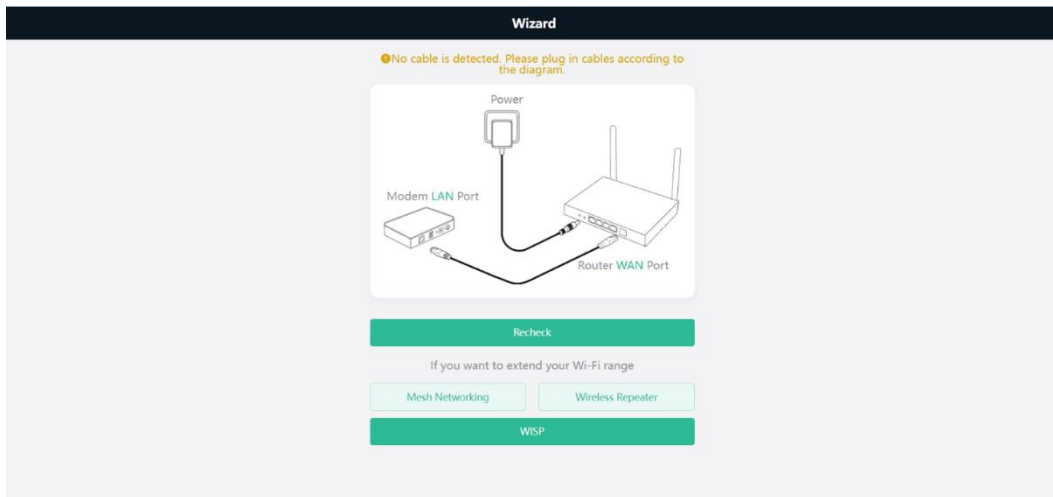 Wizard
No cable is detected. Please plug in cables according to
the diagram.
Power
Modem LAN Port
Router WAN Port
Recheck
If you want to extend your Wi-Fi range
Mesh Networking
Wireless Repeater
WISP